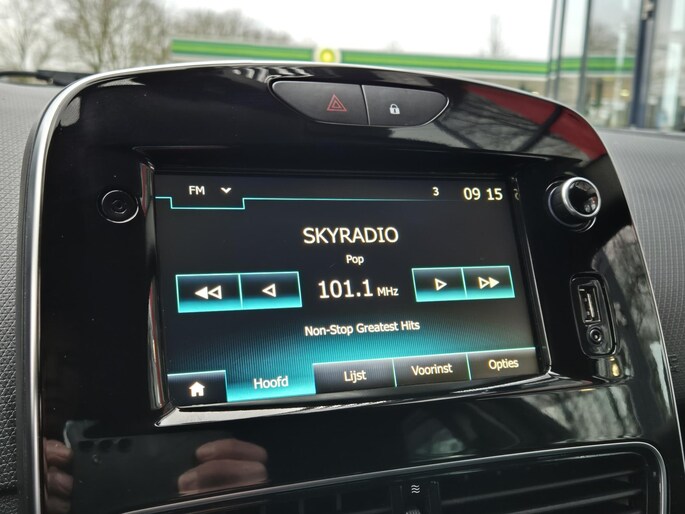 FM
3
09 15
SKYRADIO
Pop
101.1 MHz
Non-Stop Greatest Hits
Hoofd
Lijst
Voorinst
Opties